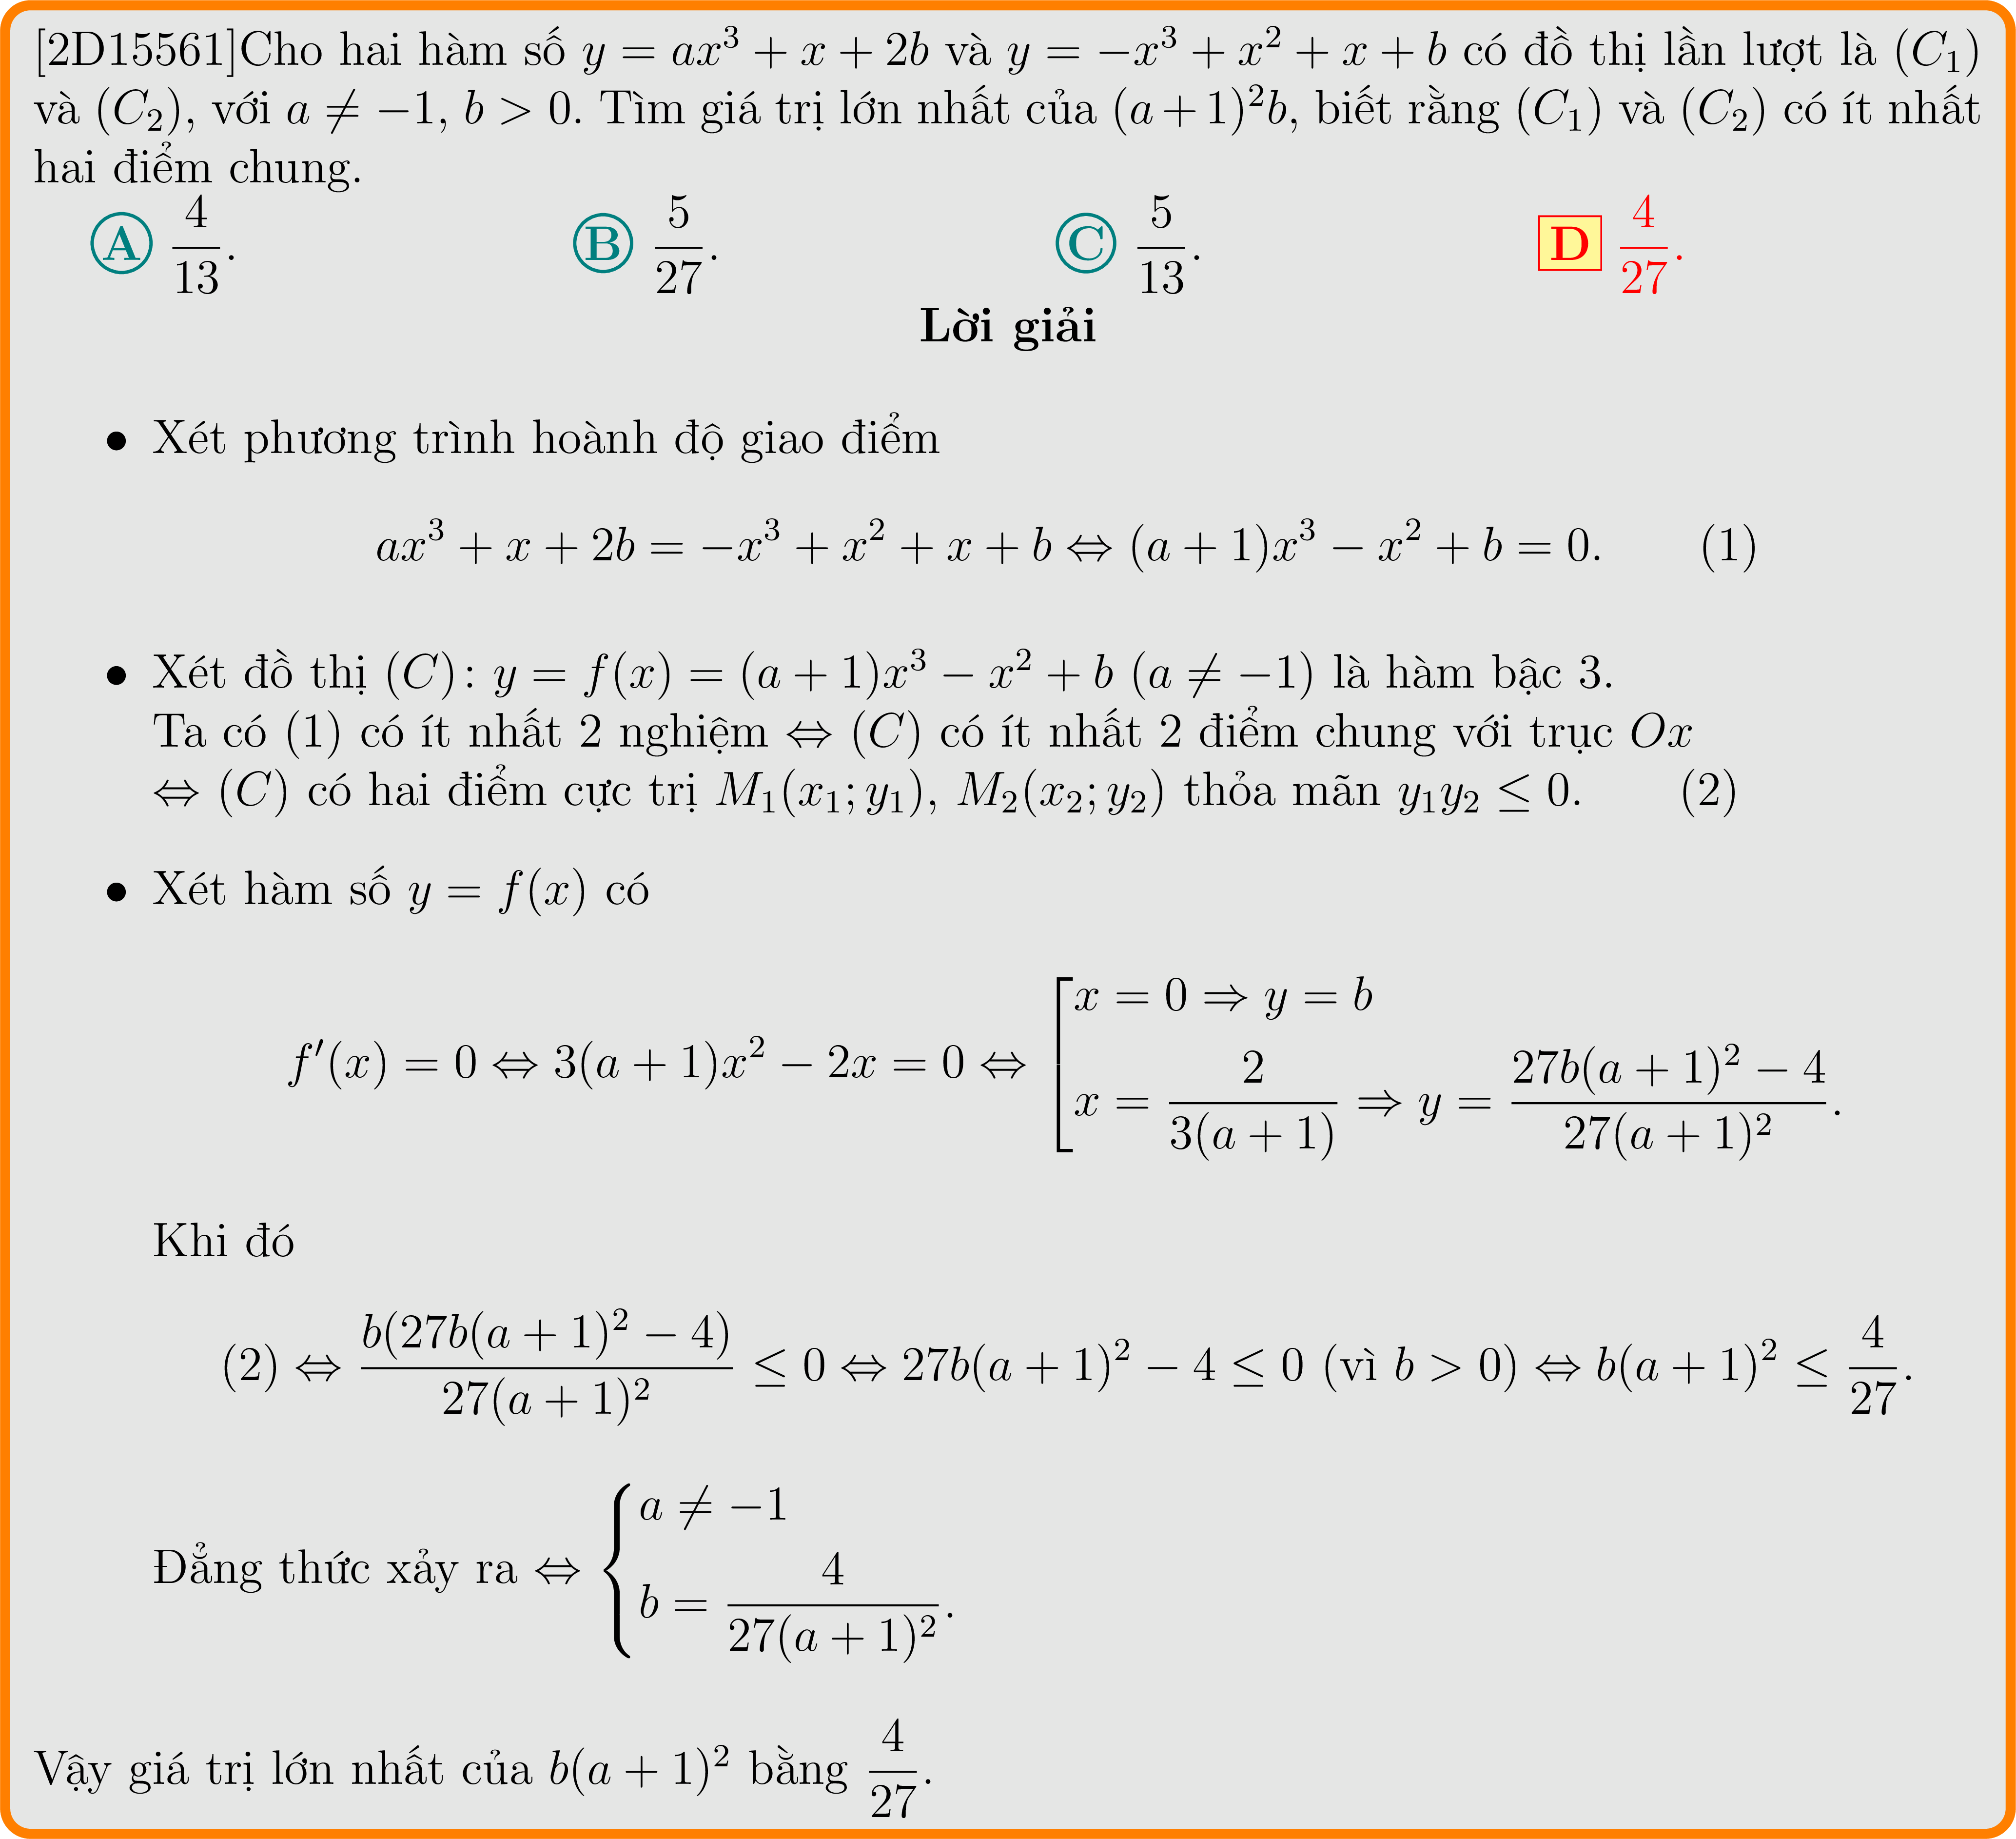 [2D15561]Cho hai hàm số $y = ax^3 + x + 2b$ và $y = -x^3 + x^2 + x + b$ có đồ thị lần lượt là $(C_1)$
và $(C_2)$, với $a \neq -1$, $b > 0$. Tìm giá trị lớn nhất của $(a+1)^2b$, biết rằng $(C_1)$ và $(C_2)$ có ít nhất
hai điểm chung.
A $\frac{4}{13}$. B $\frac{5}{27}$. C $\frac{5}{13}$. D $\frac{4}{27}$.
Lời giải
• Xét phương trình hoành độ giao điểm
$ax^3 + x + 2b = -x^3 + x^2 + x + b \Leftrightarrow (a+1)x^3 - x^2 + b = 0.$ (1)
• Xét đồ thị $(C)$: $y = f(x) = (a+1)x^3 - x^2 + b$ $(a \neq -1)$ là hàm bậc 3.
Ta có (1) có ít nhất 2 nghiệm $\Leftrightarrow$ $(C)$ có ít nhất 2 điểm chung với trục $Ox$
$\Leftrightarrow$ $(C)$ có hai điểm cực trị $M_1(x_1; y_1)$, $M_2(x_2; y_2)$ thỏa mãn $y_1y_2 \leq 0$. (2)
• Xét hàm số $y = f(x)$ có
$f'(x) = 0 \Leftrightarrow 3(a+1)x^2 - 2x = 0 \Leftrightarrow \left[\begin{array}{l} x = 0 \Rightarrow y = b \\ x = \frac{2}{3(a+1)} \Rightarrow y = \frac{27b(a+1)^2 - 4}{27(a+1)^2}. \end{array}\right.$
Khi đó
$(2) \Leftrightarrow \frac{b(27b(a+1)^2 - 4)}{27(a+1)^2} \leq 0 \Leftrightarrow 27b(a+1)^2 - 4 \leq 0$ (vì $b > 0$) $\Leftrightarrow b(a+1)^2 \leq \frac{4}{27}.$
Đẳng thức xảy ra $\Leftrightarrow \left\{\begin{array}{l} a \neq -1 \\ b = \frac{4}{27(a+1)^2}. \end{array}\right.$
Vậy giá trị lớn nhất của $b(a+1)^2$ bằng $\frac{4}{27}$.